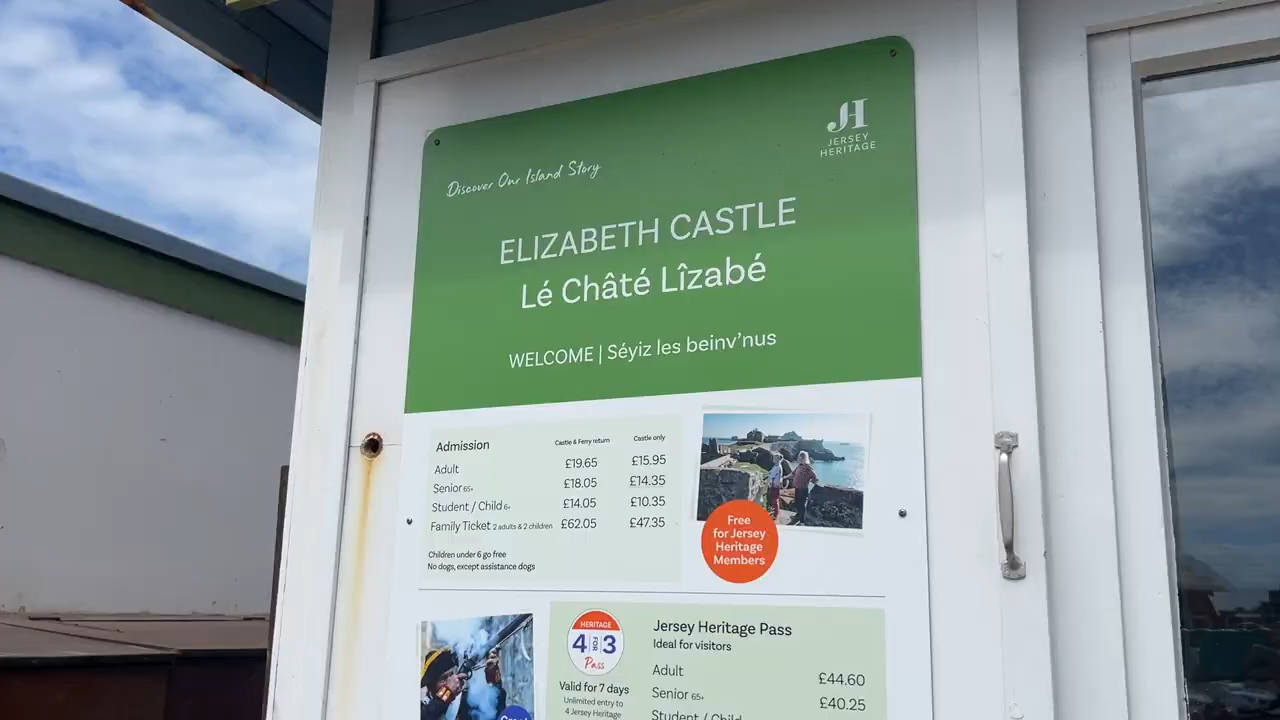 JH
JERSEY
HERITAGE
Discover Our Island Story
ELIZABETH CASTLE
Lé Châté Lîzabé
WELCOME | Séyiz les beinv'nus
Admission Castle & Ferry return Castle only
Adult £19.65 £15.95
Senior 65+ £18.05 £14.35
Student / Child 6+ £14.05 £10.35
Family Ticket 2 adults & 2 children £62.05 £47.35
Children under 6 go free
No dogs, except assistance dogs
Free
for Jersey
Heritage
Members
HERITAGE
4 FOR 3
Pass
Valid for 7 days
Unlimited entry to
4 Jersey Heritage
Jersey Heritage Pass
Ideal for visitors
Adult £44.60
Senior 65+ £40.25
Student / Child